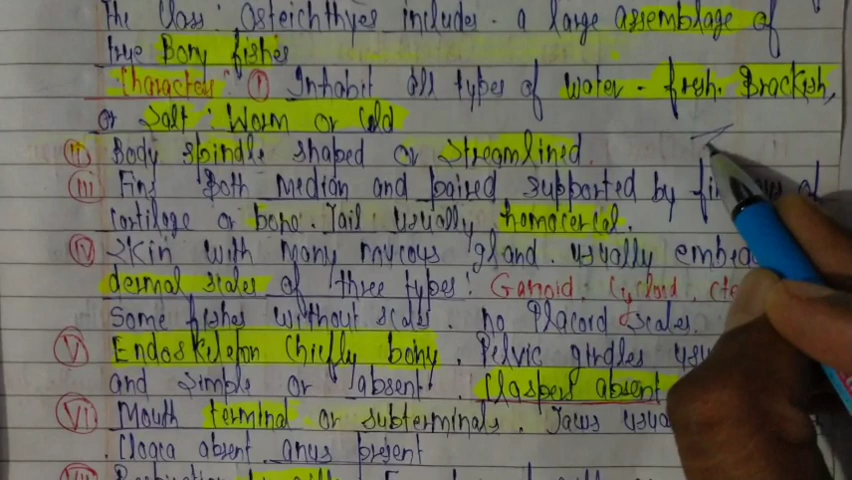 The Class: Osteichthyes includes a large assemblage of
true Bony fishes
Characters: (i) Inhabit all types of water - fresh. Brackish,
or Salt: Worm or Cold
(ii) Body spindle shaped or streamlined.
(iii) Fins Both median and paired supported by fin of
cartilage or bone. Tail usually homocercal.
(iv) Skin with many mucous gland. usually
dermal scales of three types: Ganoid. Cycloid.
Some fishes without scales. no Placoid scales.
(v) Endoskeleton Chiefly bony. Pelvic girdles
and simple or absent. Claspers absent
(vi) Mouth terminal or subterminals. Jaws
. Cloaca absent anus present